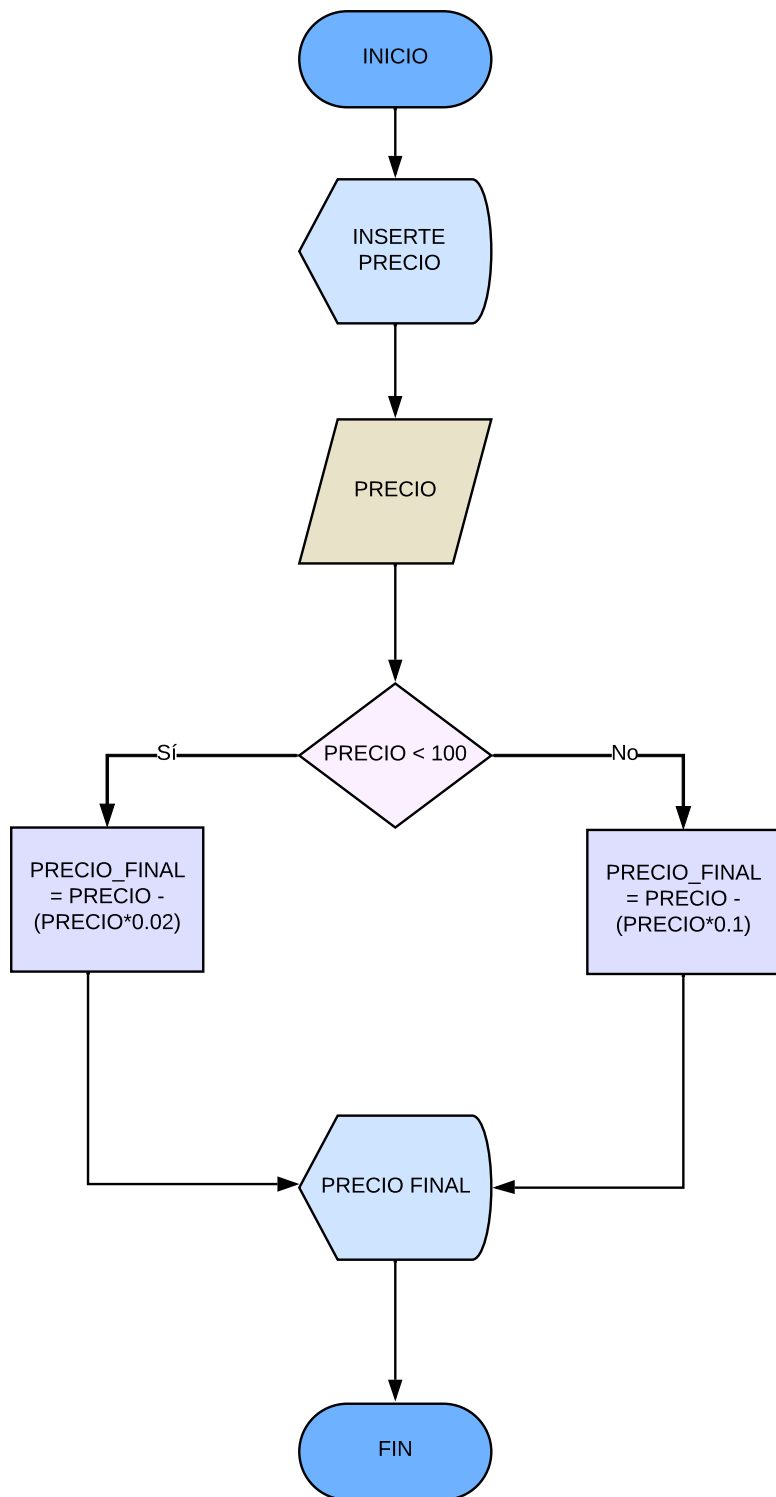 INICIO
INSERTE
PRECIO
PRECIO
PRECIO < 100
Sí
No
PRECIO_FINAL
= PRECIO -
(PRECIO*0.02)
PRECIO_FINAL
= PRECIO -
(PRECIO*0.1)
PRECIO FINAL
FIN